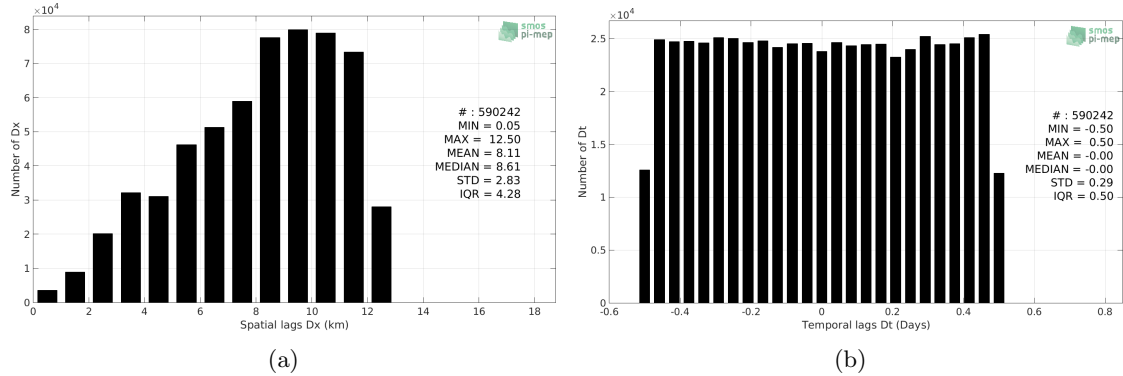 ×10⁴
8
7
6
5
4
3
2
1
0
Number of Dx
smos
pi-mep
# : 590242
MIN = 0.05
MAX = 12.50
MEAN = 8.11
MEDIAN = 8.61
STD = 2.83
IQR = 4.28
0 2 4 6 8 10 12 14 16 18
Spatial lags Dx (km)
(a)
×10⁴
2.5
2
1.5
1
0.5
0
Number of Dt
smos
pi-mep
# : 590242
MIN = -0.50
MAX = 0.50
MEAN = -0.00
MEDIAN = -0.00
STD = 0.29
IQR = 0.50
-0.6 -0.4 -0.2 0 0.2 0.4 0.6 0.8
Temporal lags Dt (Days)
(b)